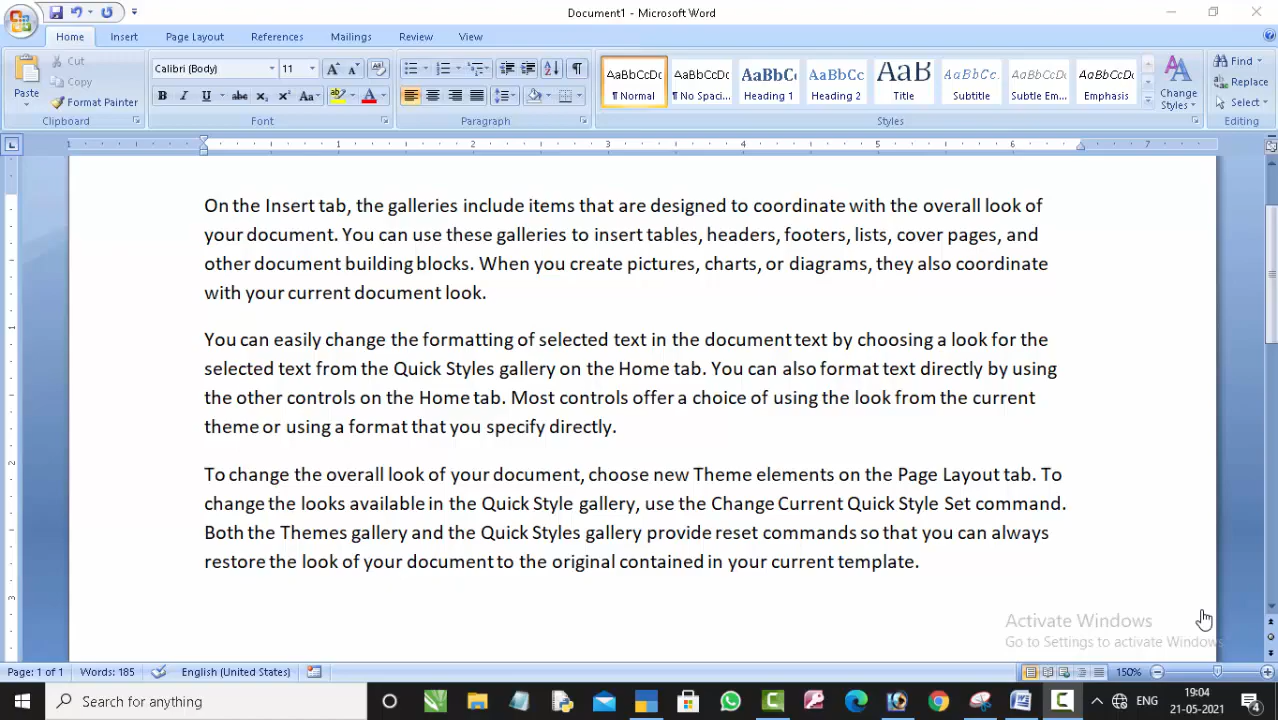 Document1 - Microsoft Word
Home Insert Page Layout References Mailings Review View
Paste
Cut
Copy
Format Painter
Clipboard
Calibri (Body) 11
Font
Paragraph
AaBbCcDc AaBbCcDc AaBbC AaBbCc AaB AaBbCc. AaBbCcDc AaBbCcDc
¶ Normal ¶ No Spaci... Heading 1 Heading 2 Title Subtitle Subtle Em... Emphasis
Change Styles
Styles
Find
Replace
Select
Editing
1 1 2 3 4 5 6 7
On the Insert tab, the galleries include items that are designed to coordinate with the overall look of
your document. You can use these galleries to insert tables, headers, footers, lists, cover pages, and
other document building blocks. When you create pictures, charts, or diagrams, they also coordinate
with your current document look.
You can easily change the formatting of selected text in the document text by choosing a look for the
selected text from the Quick Styles gallery on the Home tab. You can also format text directly by using
the other controls on the Home tab. Most controls offer a choice of using the look from the current
theme or using a format that you specify directly.
To change the overall look of your document, choose new Theme elements on the Page Layout tab. To
change the looks available in the Quick Style gallery, use the Change Current Quick Style Set command.
Both the Themes gallery and the Quick Styles gallery provide reset commands so that you can always
restore the look of your document to the original contained in your current template.
Activate Windows
Go to Settings to activate Windows
Page: 1 of 1 Words: 185 English (United States) 150%
Search for anything
ENG
19:04
21-05-2021